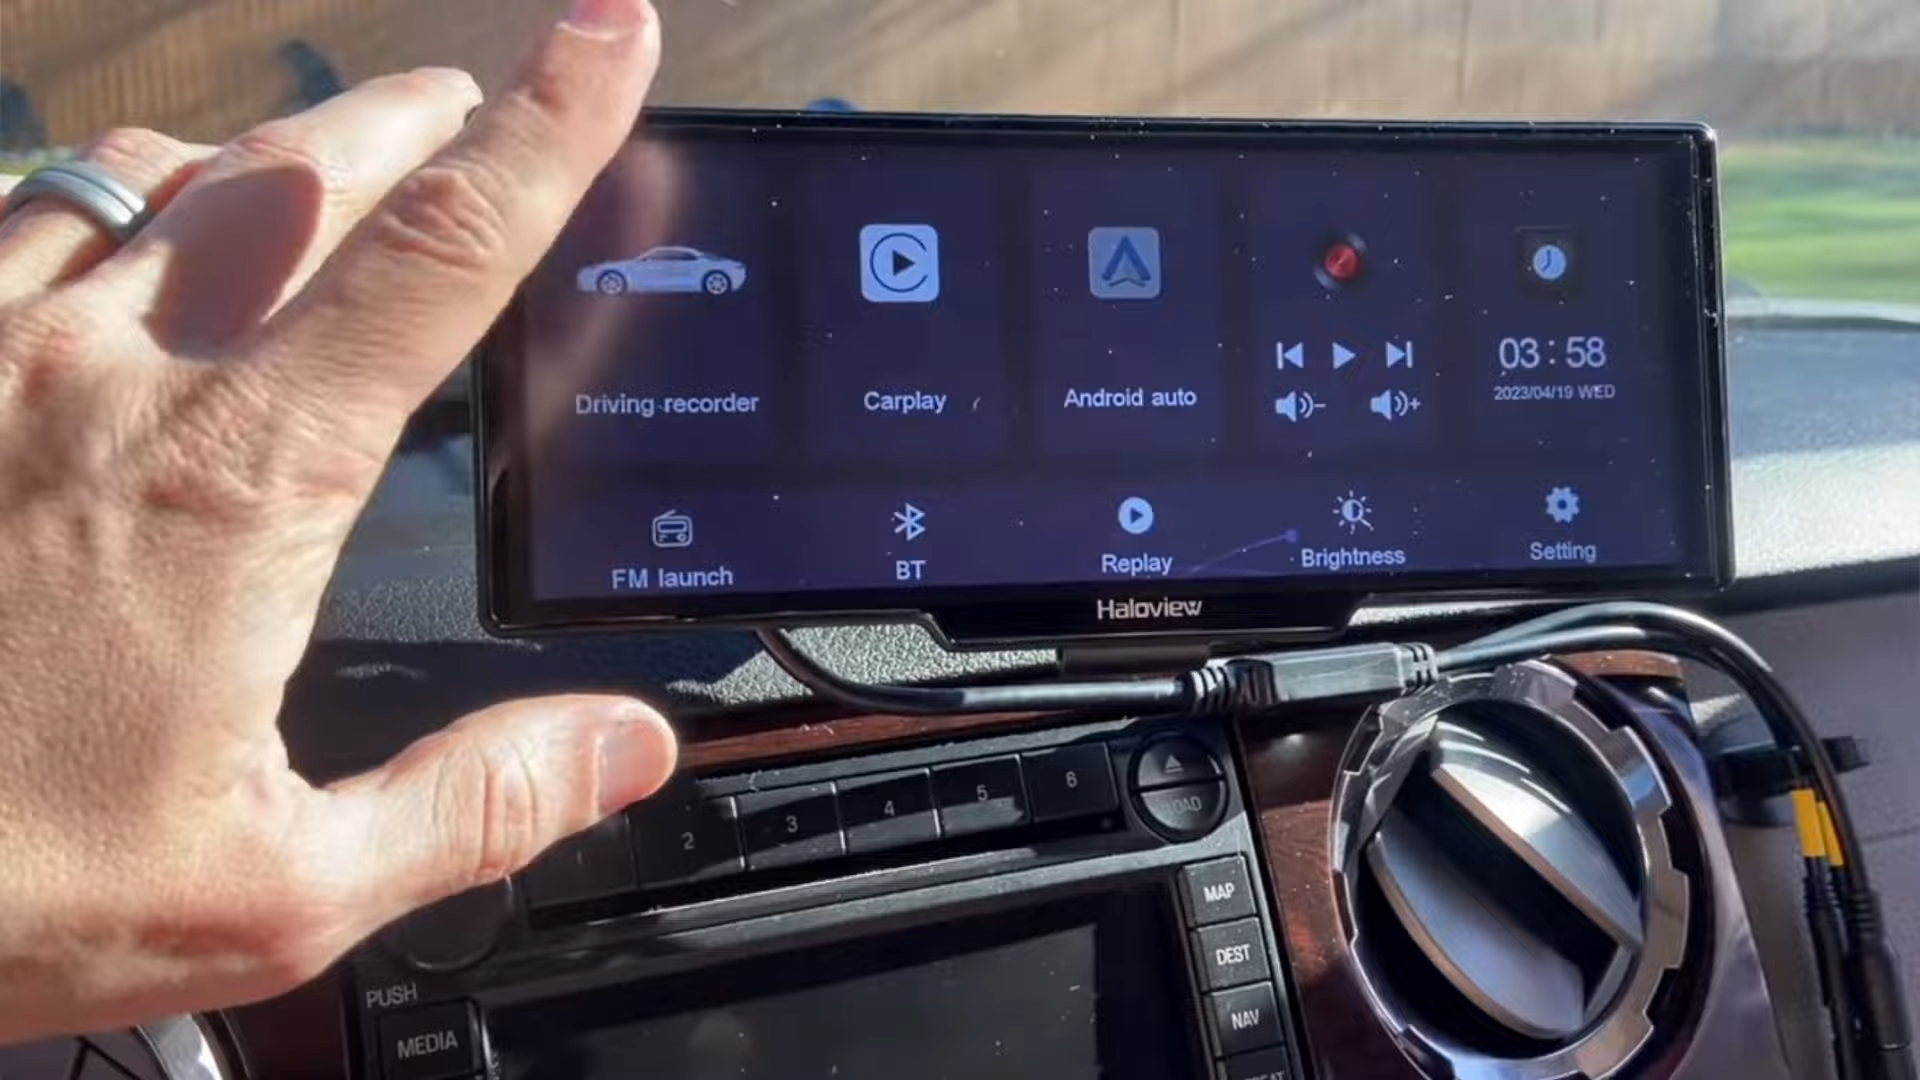 Driving recorder
Carplay
Android auto
03:58
2023/04/19 WED
FM launch
BT
Replay
Brightness
Setting
Haloview
1
2
3
4
5
6
MAP
DEST
NAV
PUSH
MEDIA